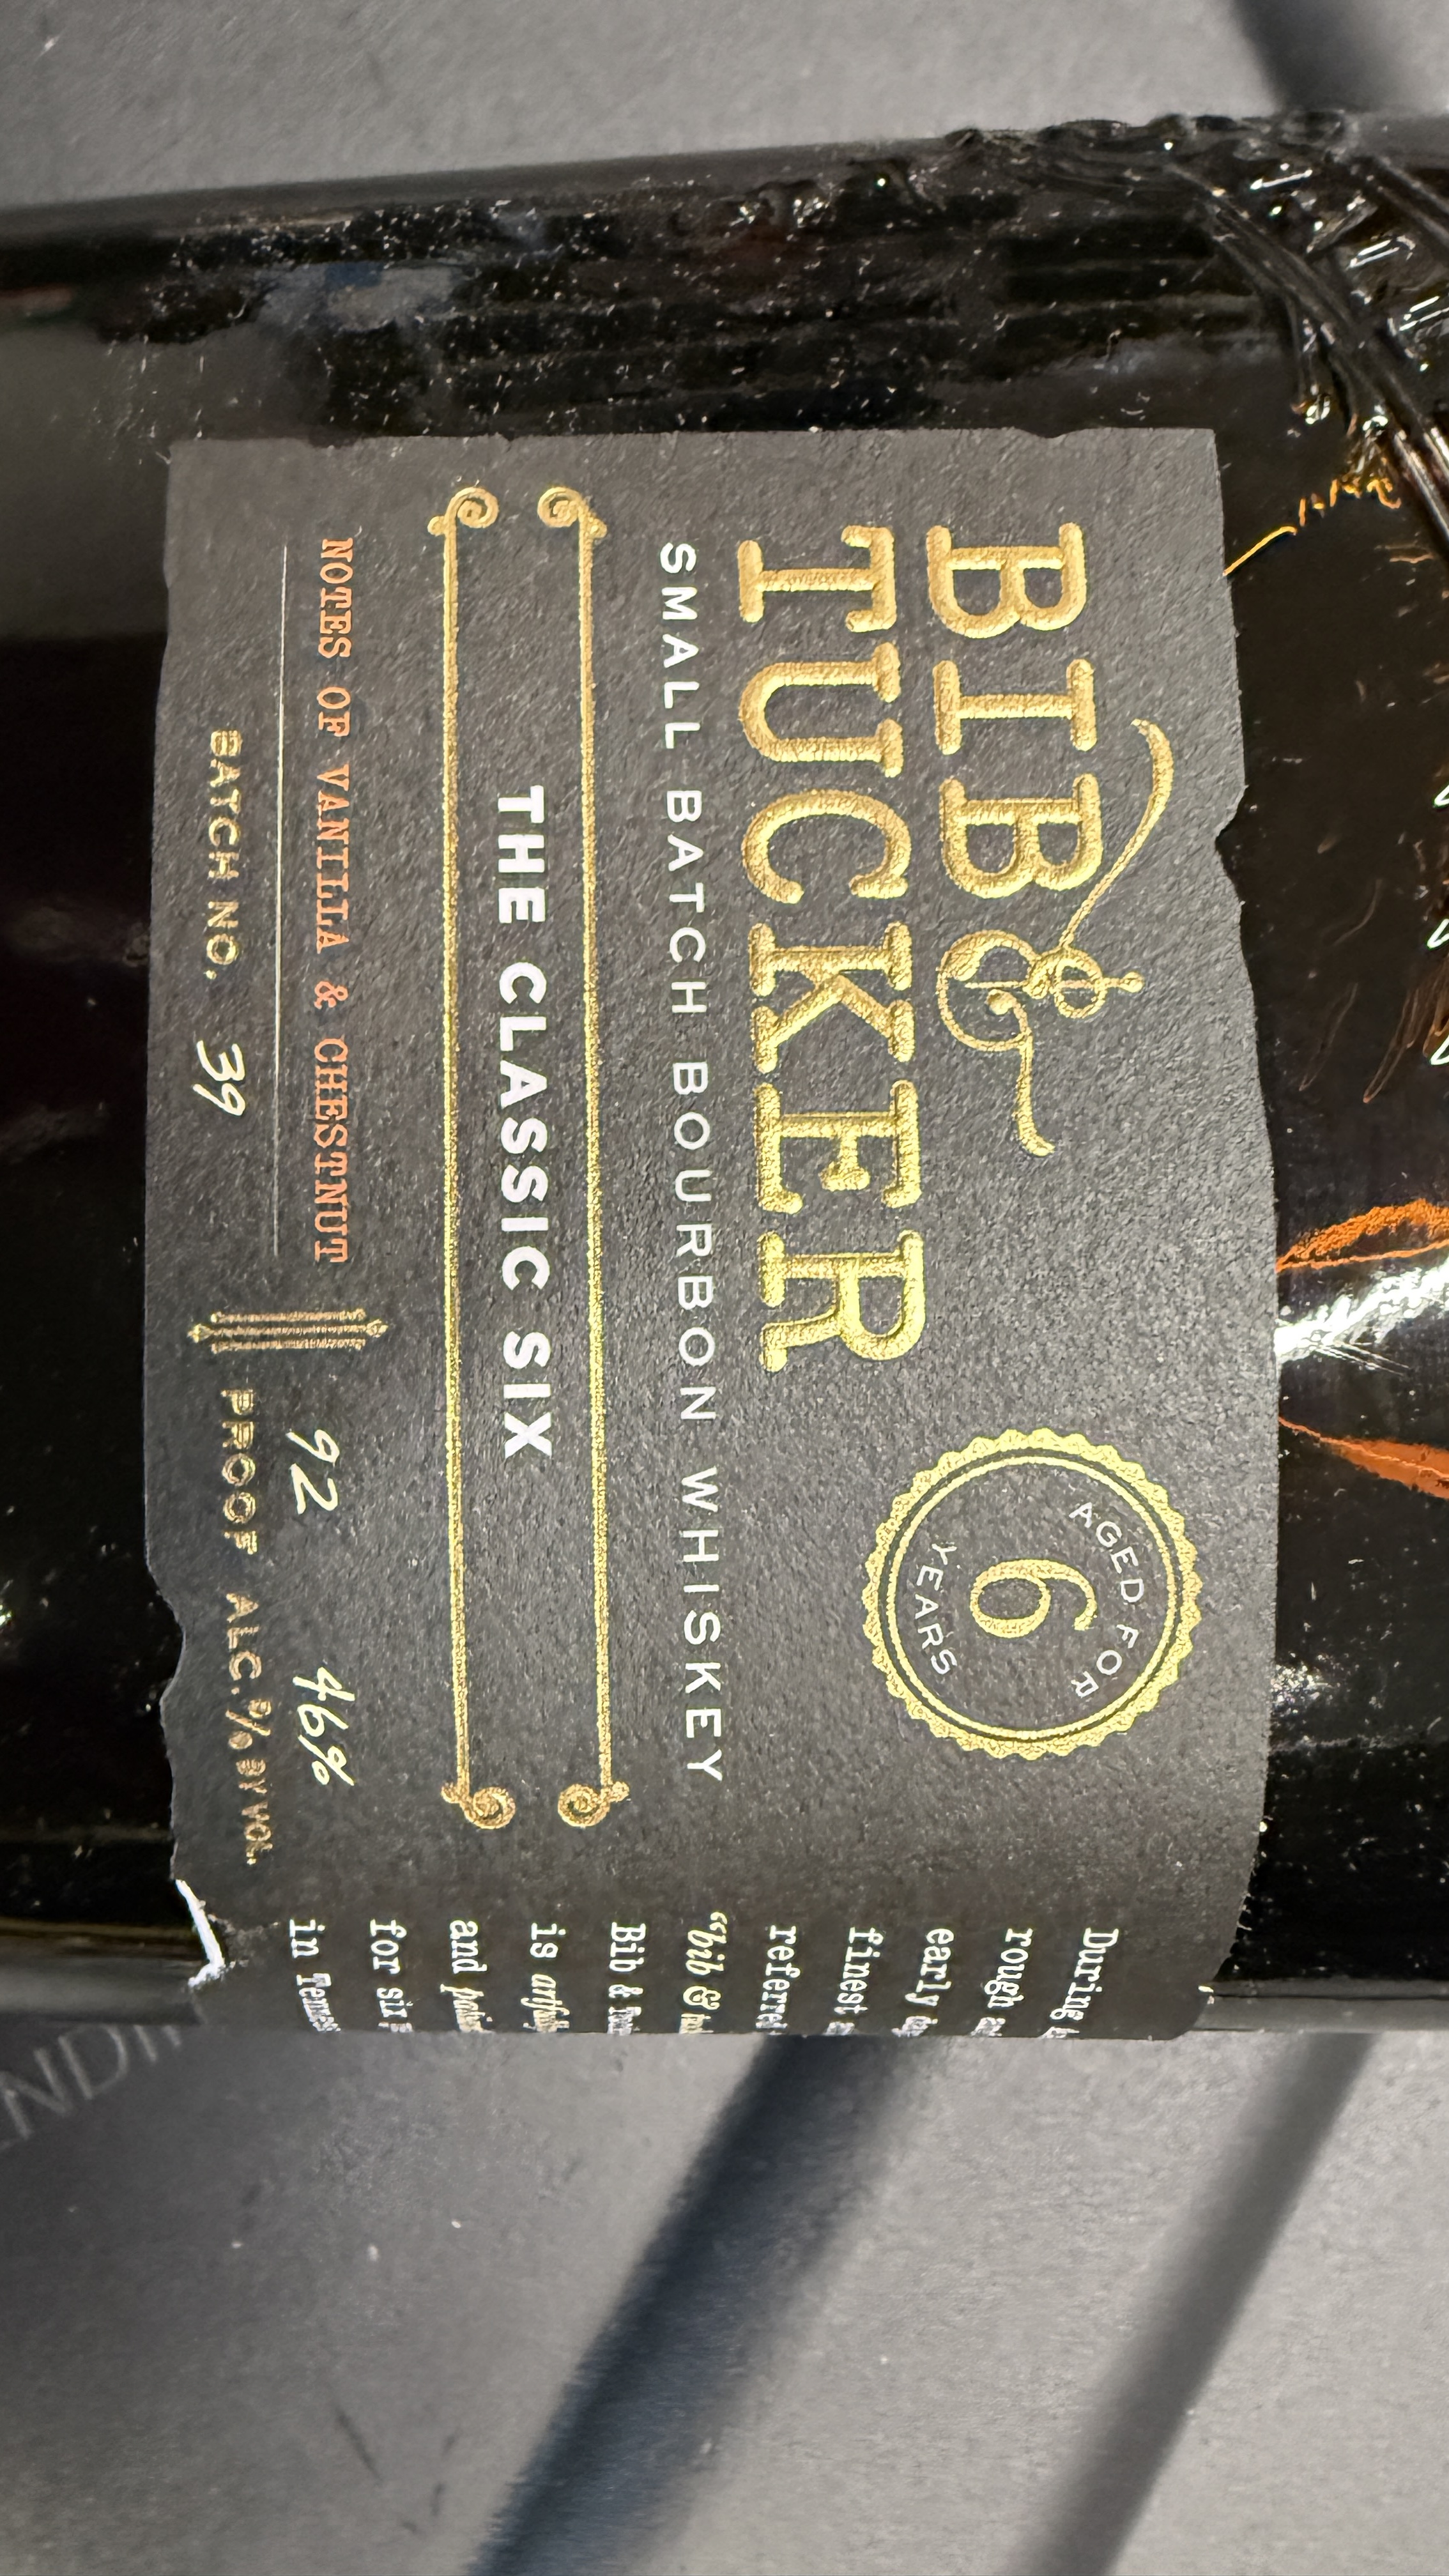 BIB &
TUCKER
AGED FOR
6
YEARS
SMALL BATCH BOURBON WHISKEY
THE CLASSIC SIX
NOTES OF VANILLA & CHESTNUT
BATCH NO. 39
92 46%
PROOF ALC. % BY VOL.
During
rough
early
finest
"bib &
Bib &
is
and
for six
in